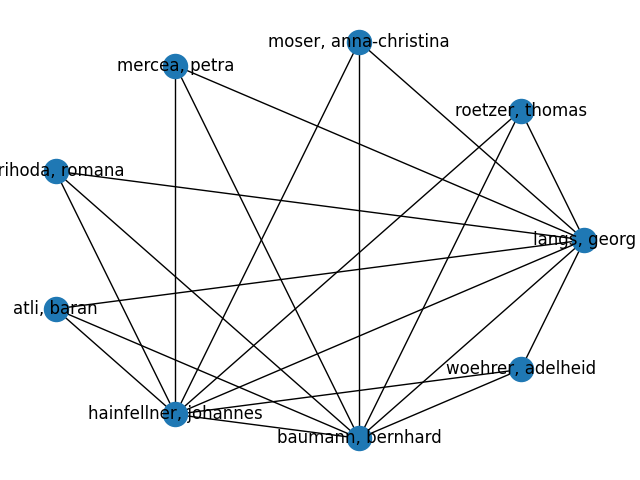 moser, anna-christina
mercea, petra
roetzer, thomas
rihoda, romana
langs, georg
atli, baran
woehrer, adelheid
hainfellner, johannes
baumann, bernhard